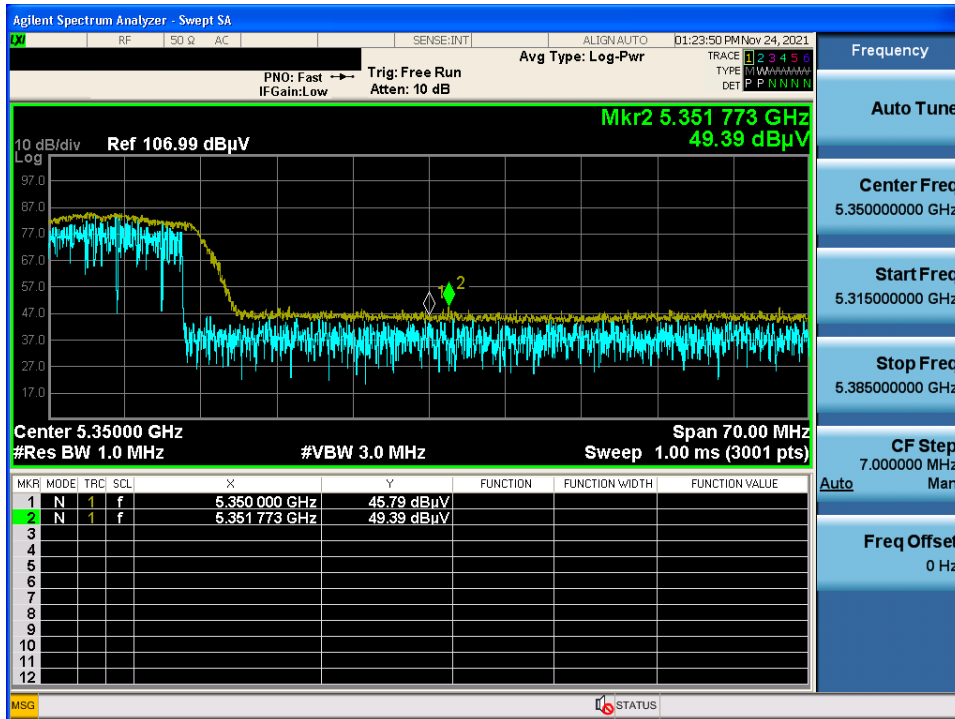 Agilent Spectrum Analyzer - Swept SA
LXI RF 50 Ω AC SENSE:INT ALIGNAUTO 01:23:50 PM Nov 24, 2021
Frequency
PNO: Fast Trig: Free Run Avg Type: Log-Pwr TRACE 1 2 3 4 5 6
IFGain:Low Atten: 10 dB TYPE M W W W W W
DET P P N N N N
Auto Tune
Mkr2 5.351 773 GHz
49.39 dBµV
10 dB/div Ref 106.99 dBµV
Log
97.0
87.0
77.0
67.0
57.0
47.0
37.0
27.0
17.0
1 2
Center 5.35000 GHz Span 70.00 MHz
#Res BW 1.0 MHz #VBW 3.0 MHz Sweep 1.00 ms (3001 pts)
MKR MODE TRC SCL X Y FUNCTION FUNCTION WIDTH FUNCTION VALUE
1 N 1 f 5.350 000 GHz 45.79 dBµV
2 N 1 f 5.351 773 GHz 49.39 dBµV
3
4
5
6
7
8
9
10
11
12
Center Freq
5.350000000 GHz
Start Freq
5.315000000 GHz
Stop Freq
5.385000000 GHz
CF Step
7.000000 MHz
Auto Man
Freq Offset
0 Hz
MSG STATUS